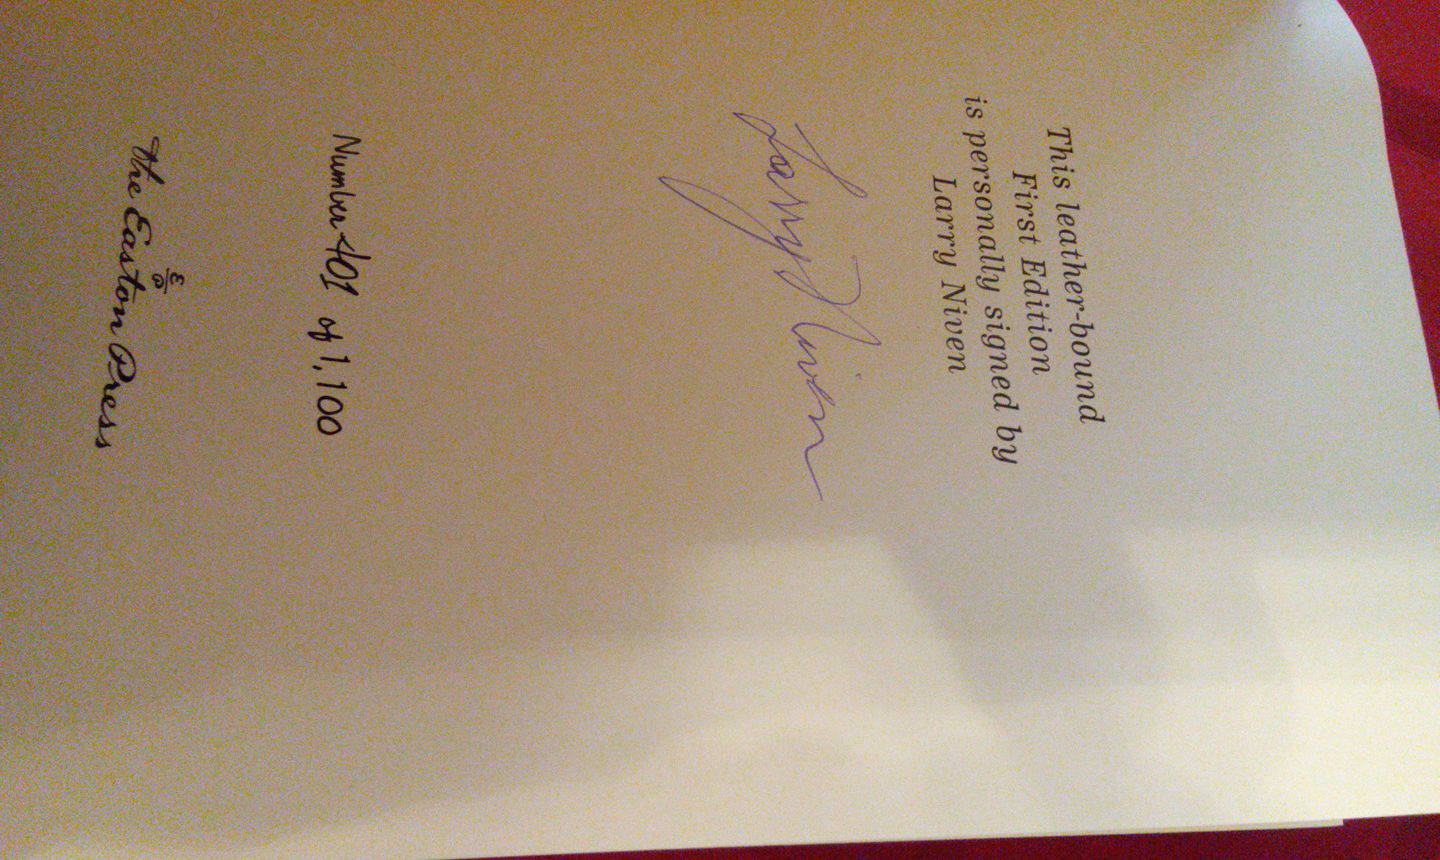 This leather-bound
First Edition
is personally signed by
Larry Niven
Larry Niven
Number 401 of 1,100
The Easton Press